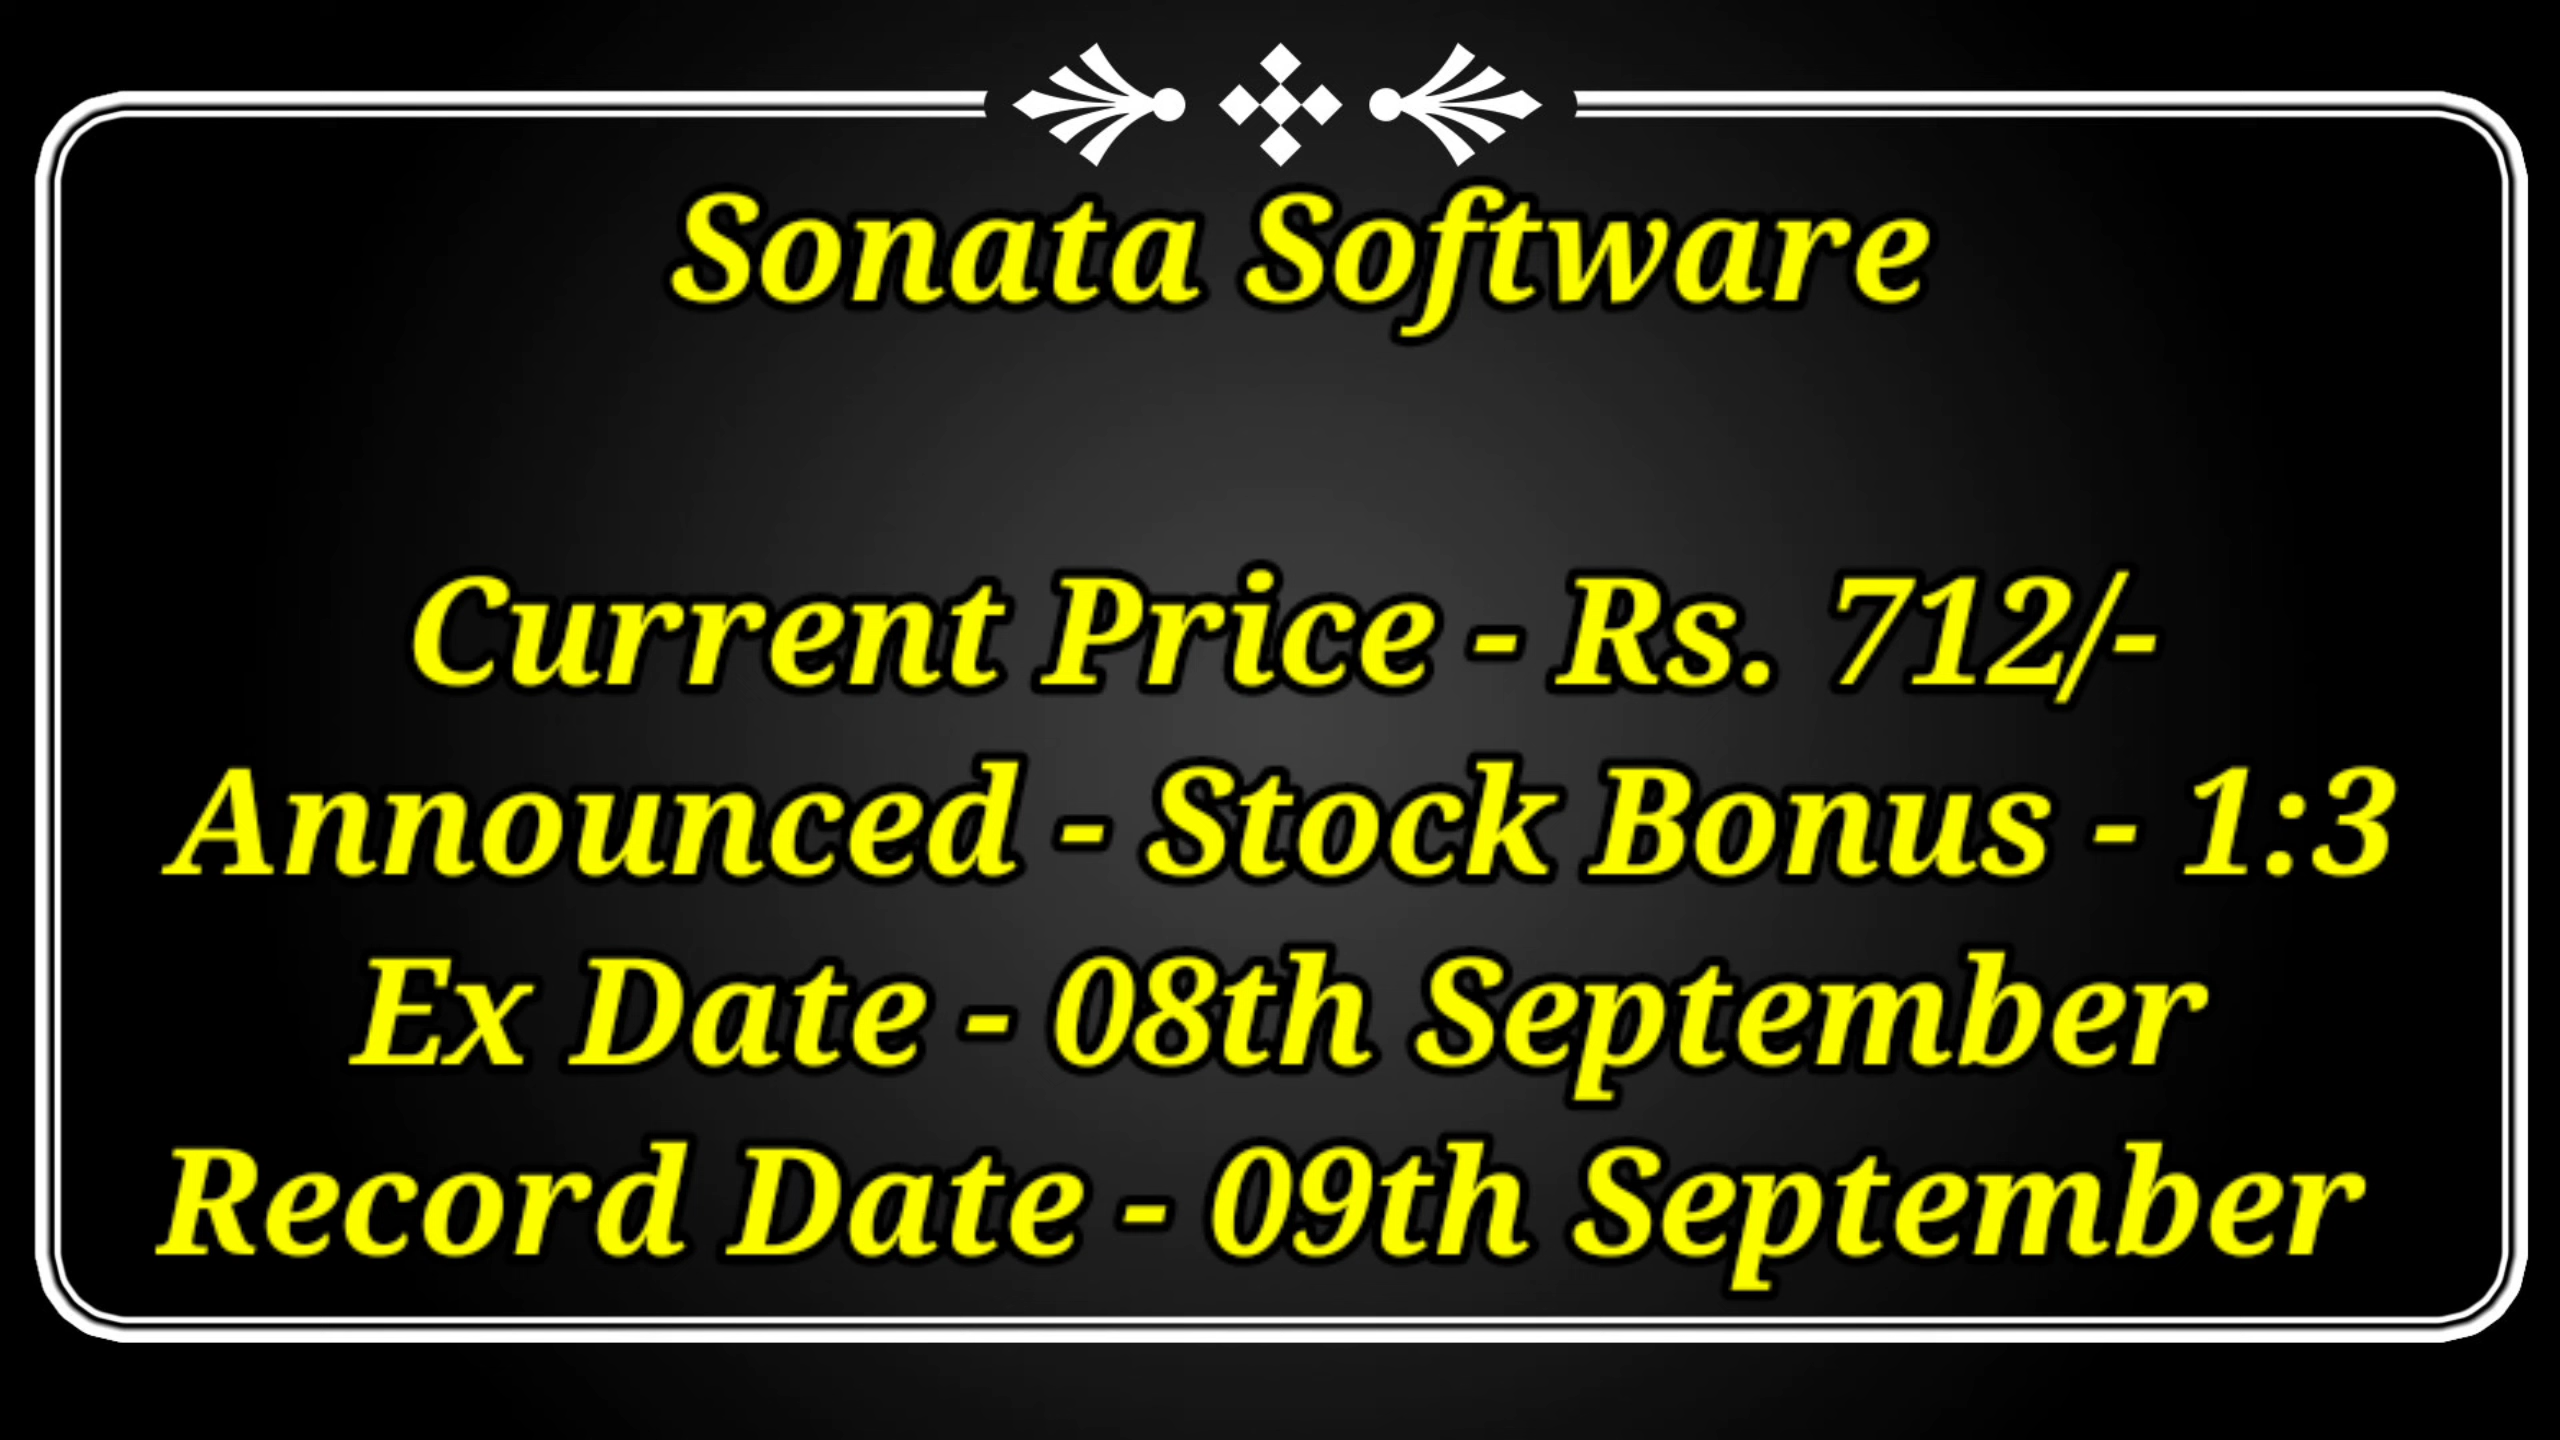 Sonata Software
Current Price - Rs. 712/-
Announced - Stock Bonus - 1:3
Ex Date - 08th September
Record Date - 09th September